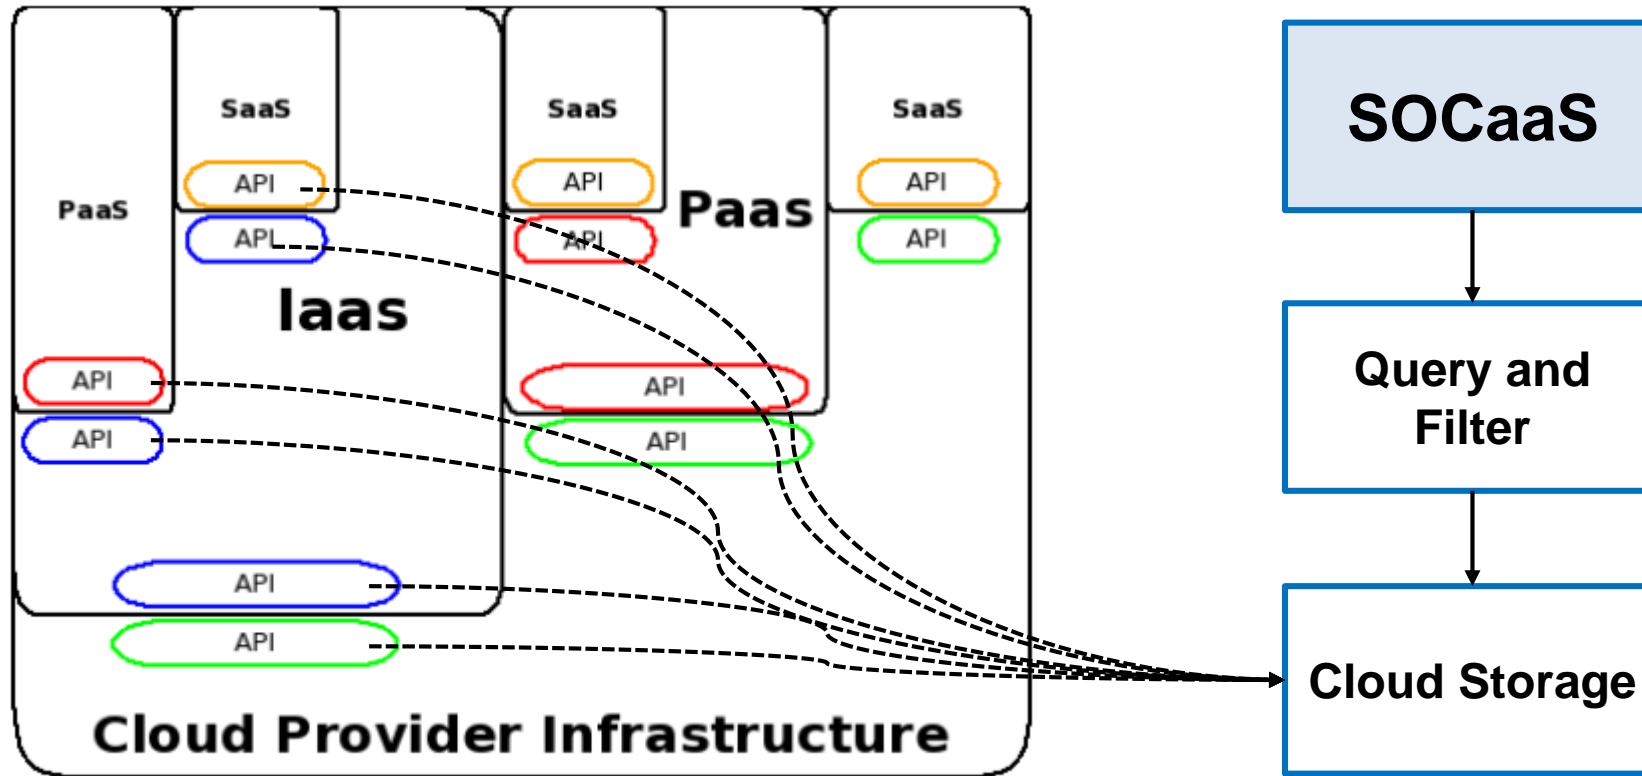 SaaS
SaaS
SaaS
SOCaaS
API
API
API
PaaS
Paas
API
API
API
Iaas
Query and
Filter
API
API
API
API
API
Cloud Storage
API
Cloud Provider Infrastructure